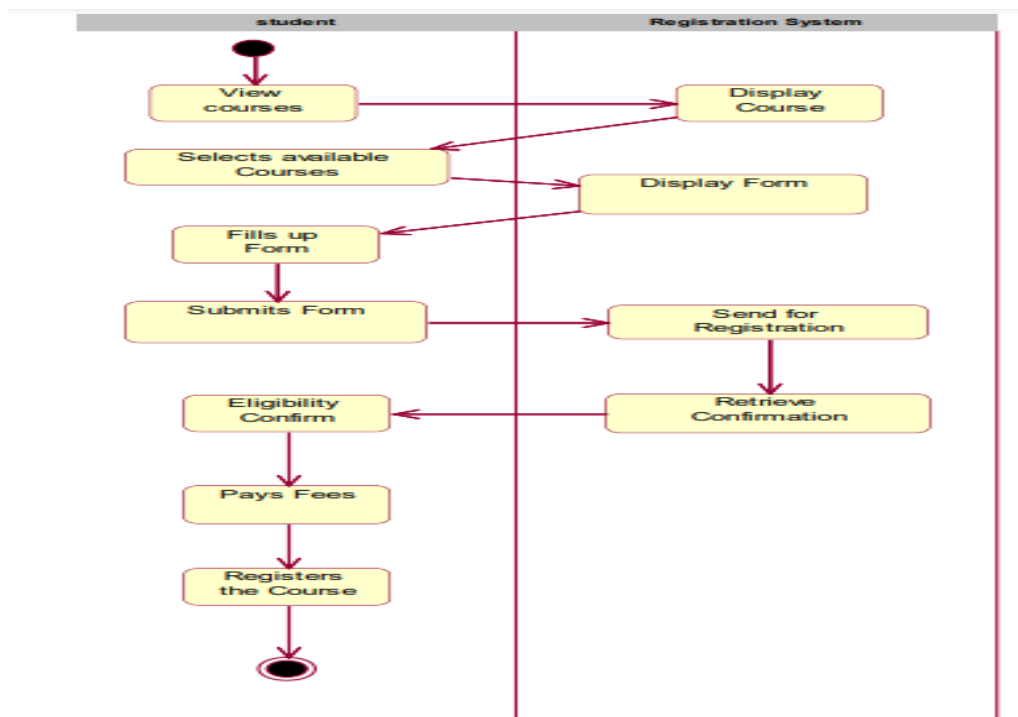 student
Registration System
View
courses
Display
Course
Selects available
Courses
Display Form
Fills up
Form
Submits Form
Send for
Registration
Eligibility
Confirm
Retrieve
Confirmation
Pays Fees
Registers
the Course